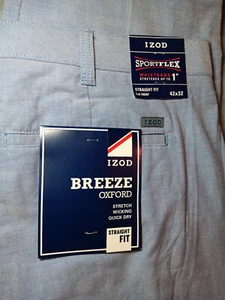 IZOD
SPORTFLEX
WAISTBAND
STRETCHES UP TO 1"
STRAIGHT FIT
FLAT FRONT
42x32
IZOD
IZOD
BREEZE
OXFORD
STRETCH
WICKING
QUICK DRY
STRAIGHT
FIT